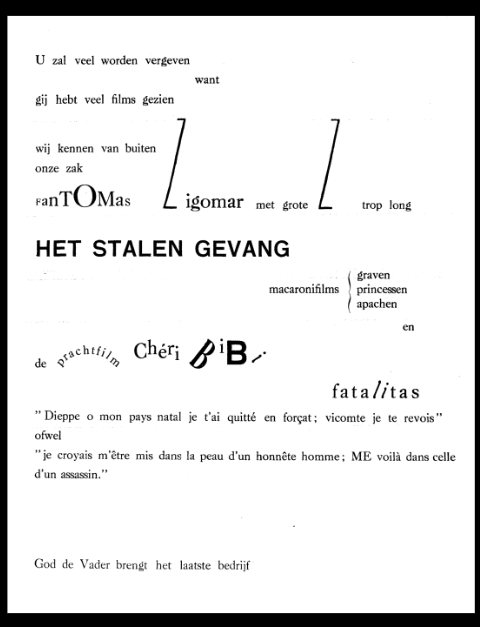 U zal veel worden vergeven
want
gij hebt veel films gezien
wij kennen van buiten
onze zak
FanTOMas Zigomar met grote Z trop long
HET STALEN GEVANG
macaronifilms { graven
princessen
apachen
en
de prachtfilm Chéri BiBi
fatalitas
"Dieppe o mon pays natal je t'ai quitté en forçat; vicomte je te revois"
ofwel
"je croyais m'être mis dans la peau d'un honnête homme; ME voilà dans celle
d'un assassin."
God de Vader brengt het laatste bedrijf